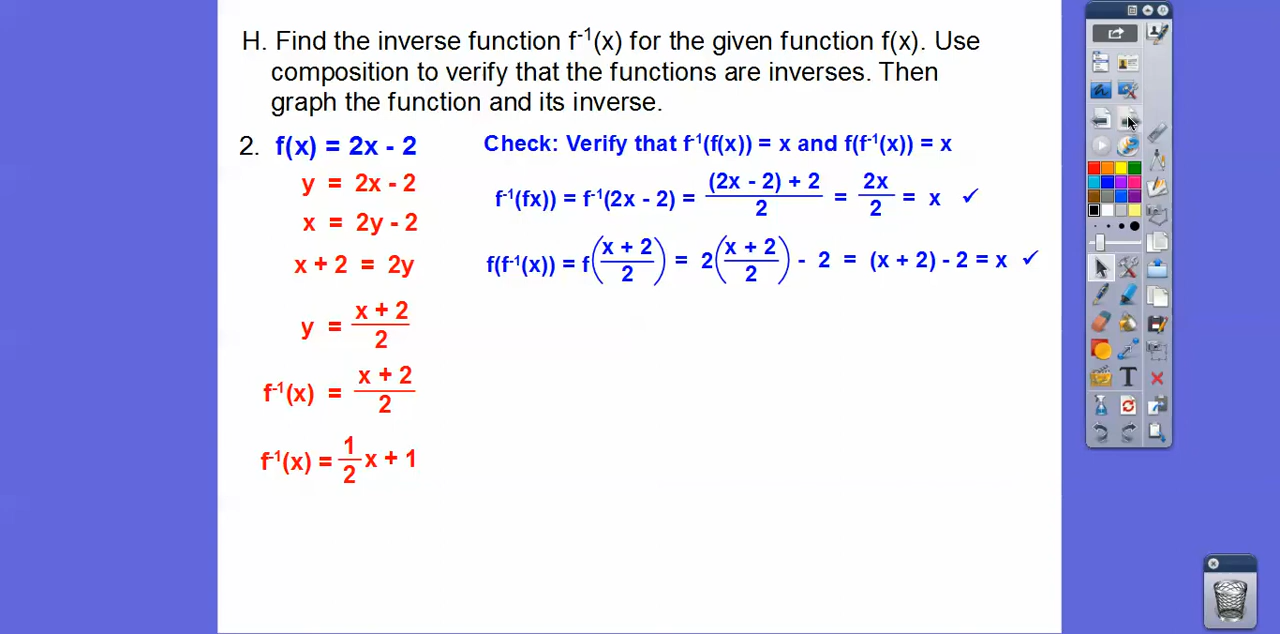 H. Find the inverse function f⁻¹(x) for the given function f(x). Use
composition to verify that the functions are inverses. Then
graph the function and its inverse.
2. f(x) = 2x - 2
y = 2x - 2
x = 2y - 2
x + 2 = 2y
y = (x + 2)/2
f⁻¹(x) = (x + 2)/2
f⁻¹(x) = 1/2 x + 1
Check: Verify that f⁻¹(f(x)) = x and f(f⁻¹(x)) = x
f⁻¹(fx)) = f⁻¹(2x - 2) = ((2x - 2) + 2)/2 = 2x/2 = x ✓
f(f⁻¹(x)) = f((x + 2)/2) = 2((x + 2)/2) - 2 = (x + 2) - 2 = x ✓